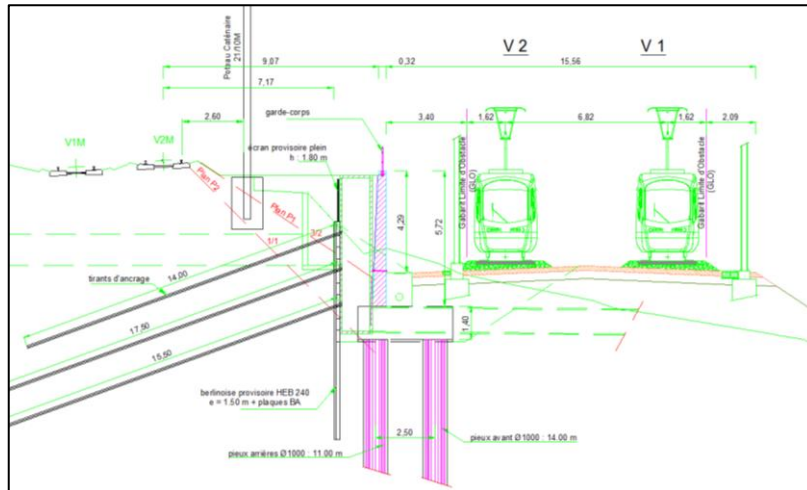 V 2
V 1
Poteau Caténaire
21/10M
9,07
0,32
15,56
7,17
garde-corps
3,40
1,62
6,82
1,62
2,09
2,60
V1M
V2M
écran provisoire plein
h : 1.80 m
Gabarit Limite d'Obstacle
(GLO)
Gabarit Limite d'Obstacle
(GLO)
Plan P2
Plan P1
1/1
3/2
4,29
5,72
tirants d'ancrage
14,00
17,50
15,50
1,40
berlinoise provisoire HEB 240
e = 1.50 m + plaques BA
2,50
pieux avant Ø1000 : 14.00 m
pieux arrières Ø1000 : 11.00 m